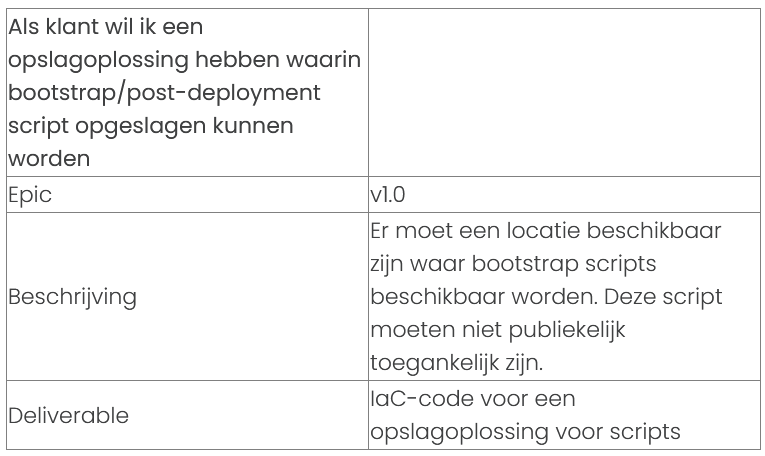 Als klant wil ik een
opslagoplossing hebben waarin
bootstrap/post-deployment
script opgeslagen kunnen
worden
Epic
v1.0
Beschrijving
Er moet een locatie beschikbaar
zijn waar bootstrap scripts
beschikbaar worden. Deze script
moeten niet publiekelijk
toegankelijk zijn.
Deliverable
IaC-code voor een
opslagoplossing voor scripts